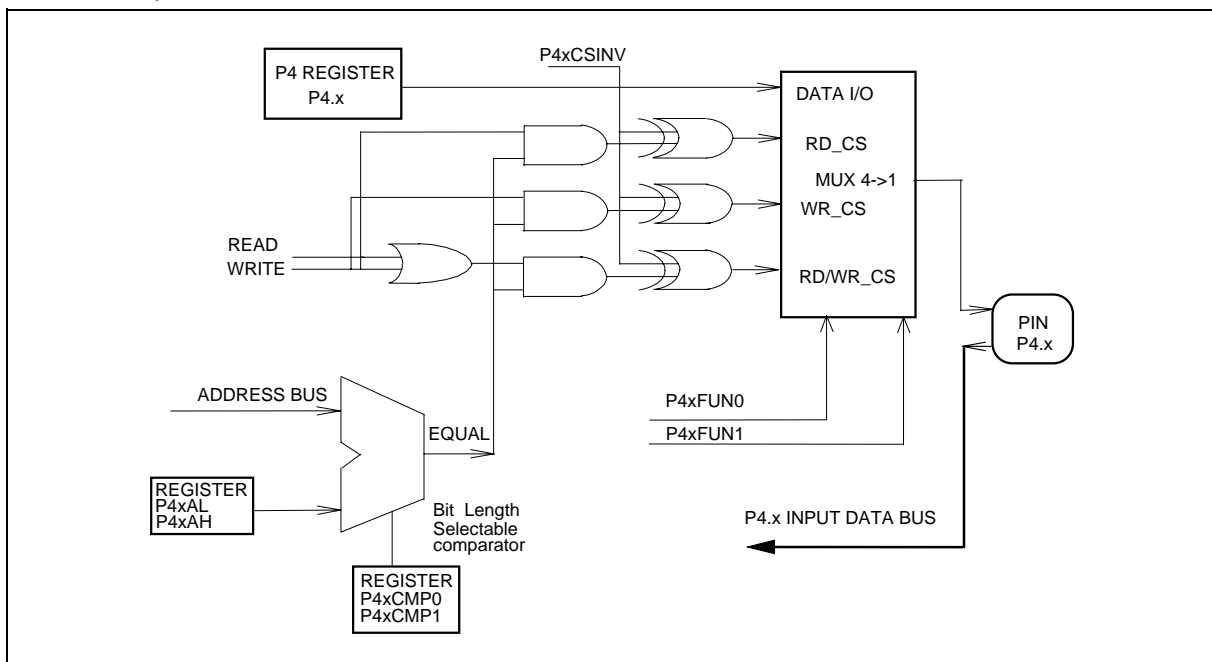 P4xCSINV
P4 REGISTER
P4.x
DATA I/O
RD_CS
MUX 4->1
WR_CS
READ
WRITE
RD/WR_CS
PIN
P4.x
ADDRESS BUS
P4xFUN0
P4xFUN1
EQUAL
REGISTER
P4xAL
P4xAH
Bit Length
Selectable
comparator
P4.x INPUT DATA BUS
REGISTER
P4xCMP0
P4xCMP1